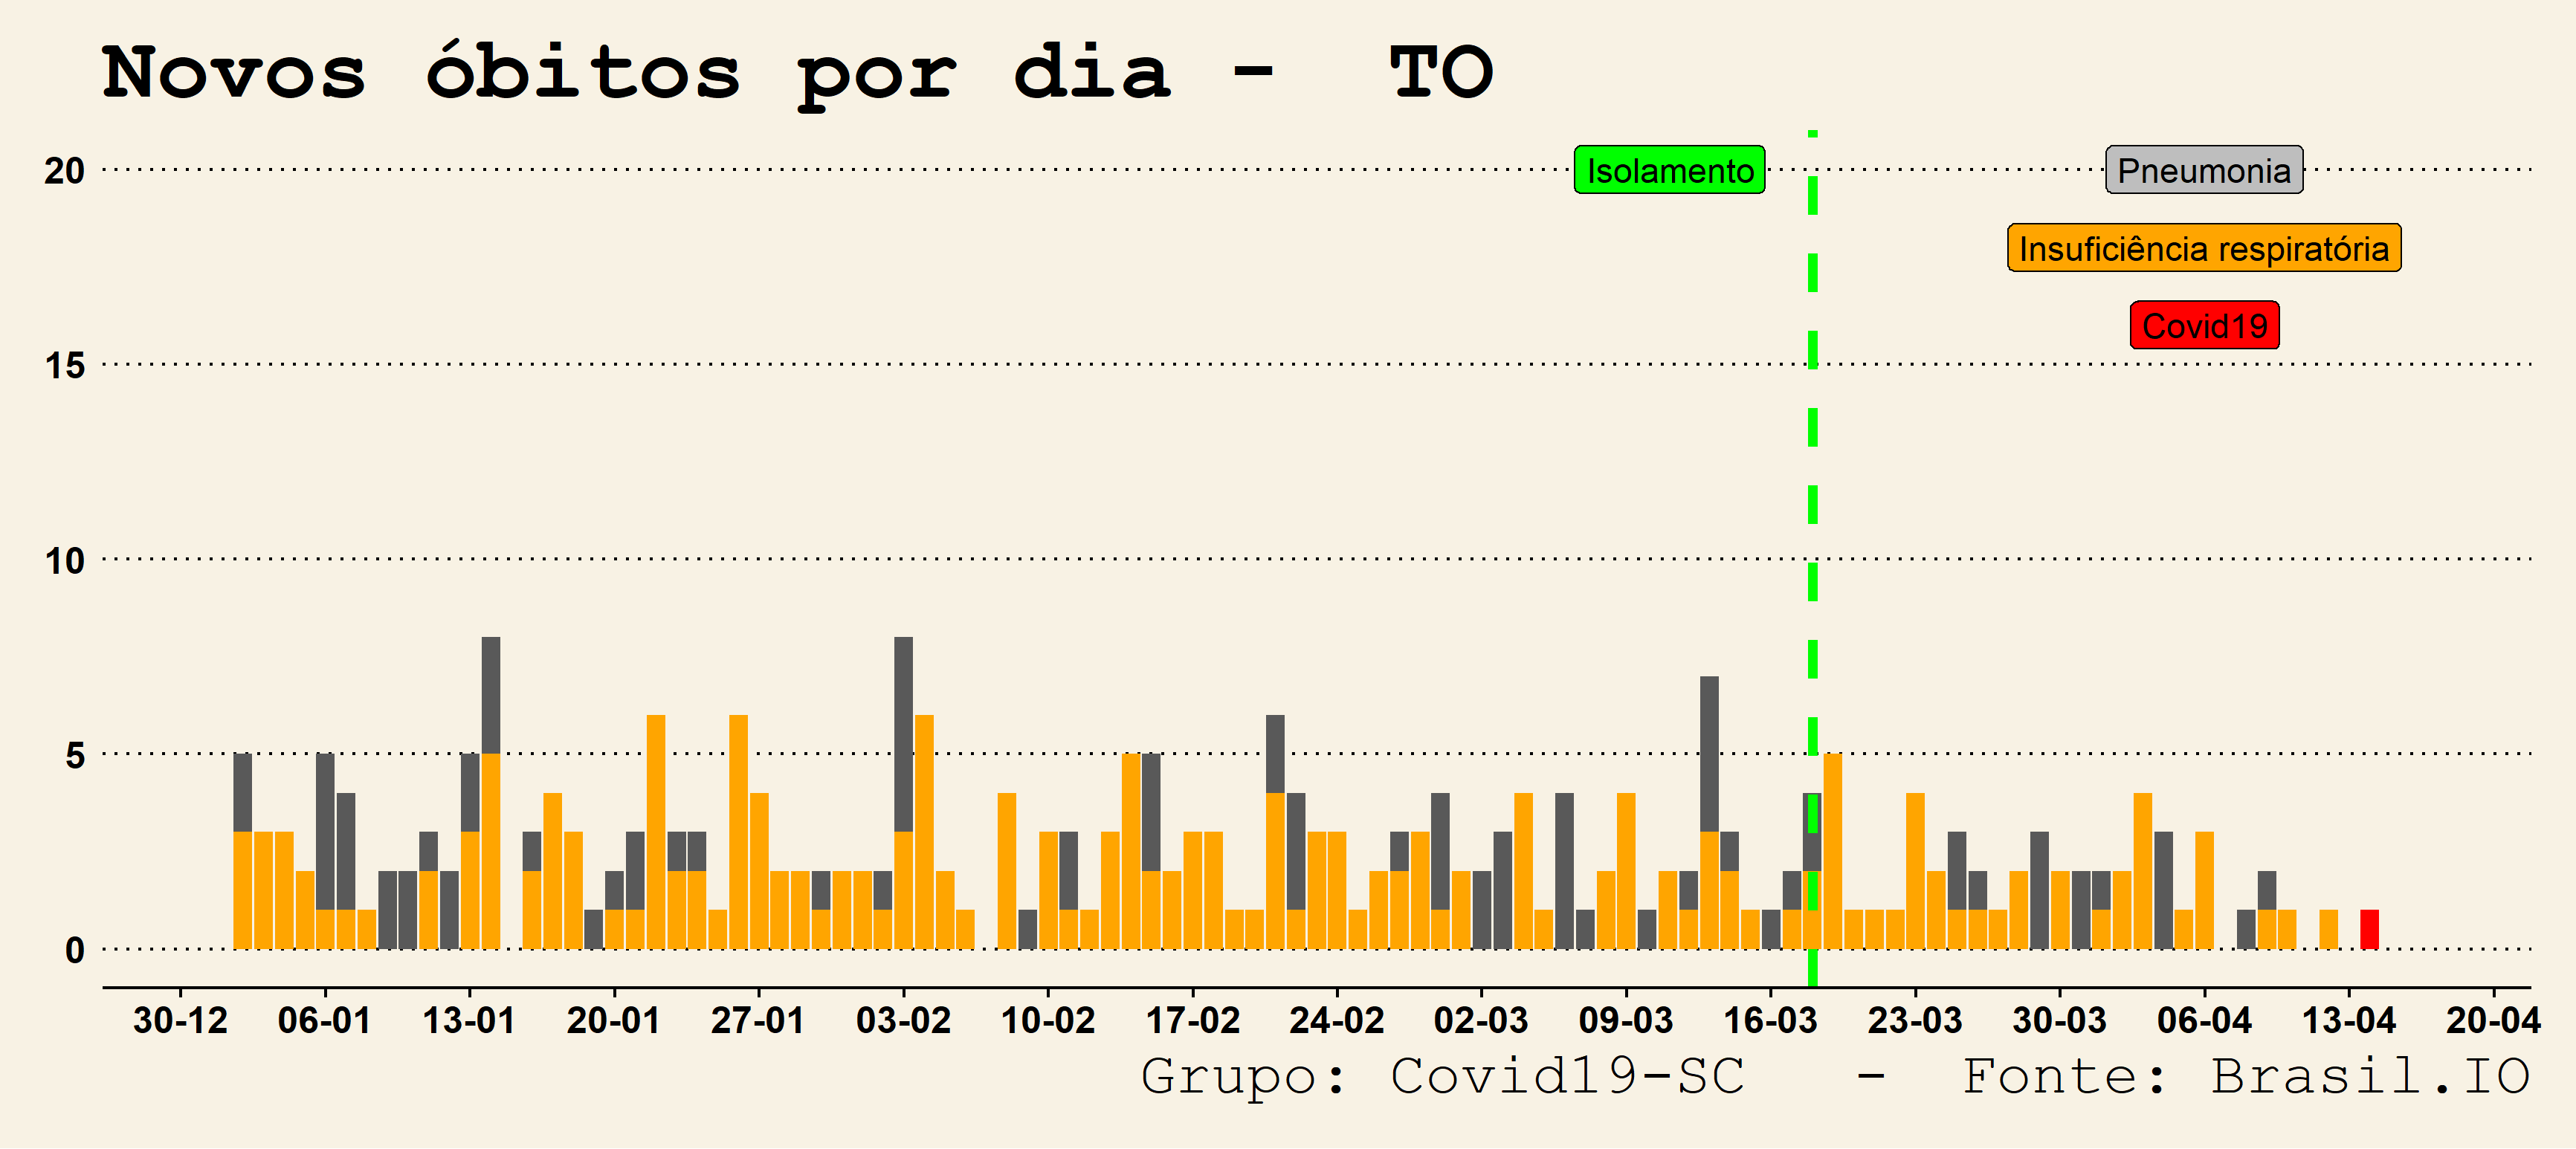 Novos óbitos por dia - TO
20
Isolamento
Pneumonia
Insuficiência respiratória
Covid19
15
10
5
0
30-12 06-01 13-01 20-01 27-01 03-02 10-02 17-02 24-02 02-03 09-03 16-03 23-03 30-03 06-04 13-04 20-04
Grupo: Covid19-SC - Fonte: Brasil.IO